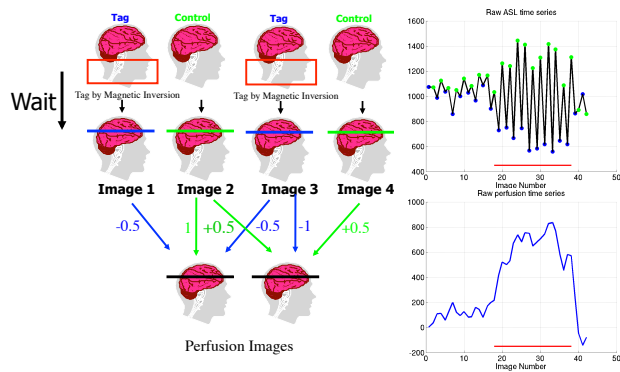 Tag Control Tag Control
Tag by Magnetic Inversion Tag by Magnetic Inversion
Wait
Image 1 Image 2 Image 3 Image 4
-0.5 1 +0.5 -0.5 -1 +0.5
Perfusion Images
Raw ASL time series
1600
1400
1200
1000
800
600
400
0 10 20 30 40 50
Image Number
Raw perfusion time series
1000
800
600
400
200
0
-200
0 10 20 30 40 50
Image Number